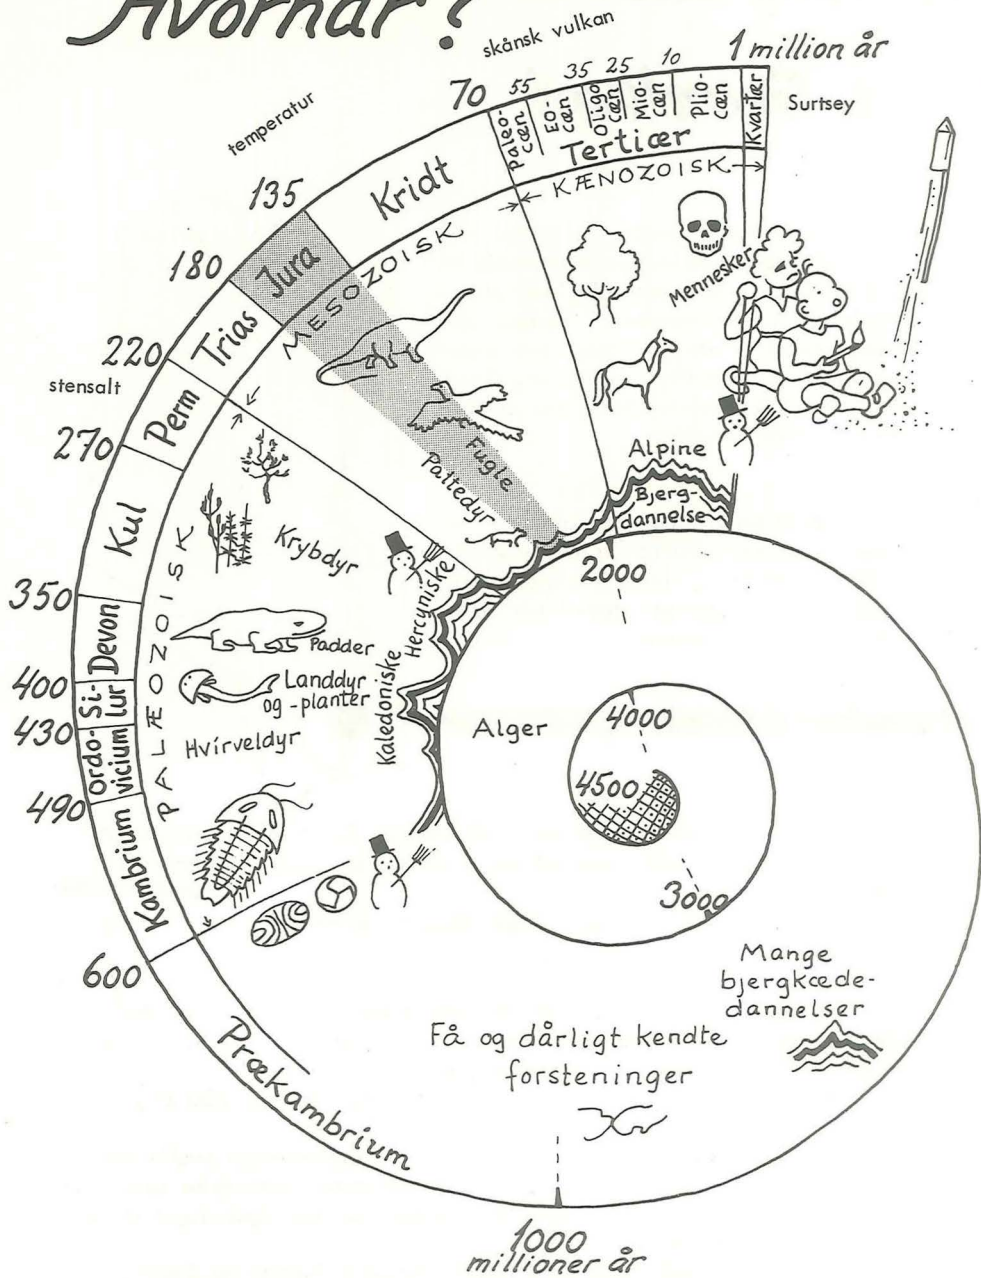 Hvornår?
skånsk vulkan
temperatur
1 million år
10
25
35
55
70
Surtsey
Kvartær
Plio-
cæn
Mio-
cæn
Oligo
cæn
Eo-
cæn
Paleo-
cæn
Tertiær
KÆNOZOISK
Kridt
135
Jura
180
MESOZOISK
Trias
220
stensalt
Perm
270
Kul
350
Devon
400
Si-
lur
430
Ordo-
vicium
490
Kambrium
600
PALÆOZOISK
Prækambrium
Mennesker
Fugle
Pattedyr
Alpine
Bjerg-
dannelse
Krybdyr
Hercyniske
Padder
Landdyr
og -planter
Kaledoniske
Hvirveldyr
2000
Alger
4000
4500
3000
Mange
bjergkæde-
dannelser
Få og dårligt kendte
forsteninger
1000
millioner år